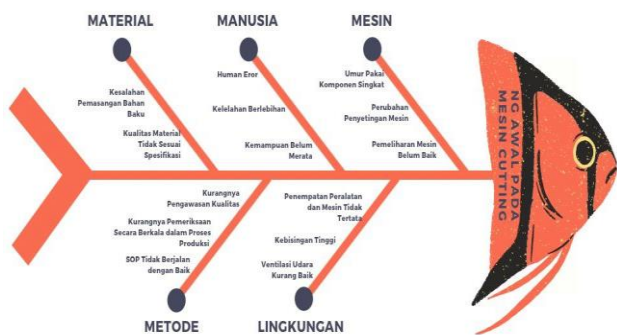 MATERIAL
MANUSIA
MESIN
Kesalahan
Pemasangan Bahan
Baku
Kualitas Material
Tidak Sesuai
Spesifikasi
Human Eror
Kelelahan Berlebihan
Kemampuan Belum
Merata
Umur Pakai
Komponen Singkat
Perubahan
Penyetingan Mesin
Pemeliharan Mesin
Belum Baik
NG AWAL PADA
MESIN CUTTING
Kurangnya
Pengawasan Kualitas
Kurangnya Pemeriksaan
Secara Berkala dalam Proses
Produksi
SOP Tidak Berjalan
dengan Baik
Penempatan Peralatan
dan Mesin Tidak
Tertata
Kebisingan Tinggi
Ventilasi Udara
Kurang Baik
METODE
LINGKUNGAN